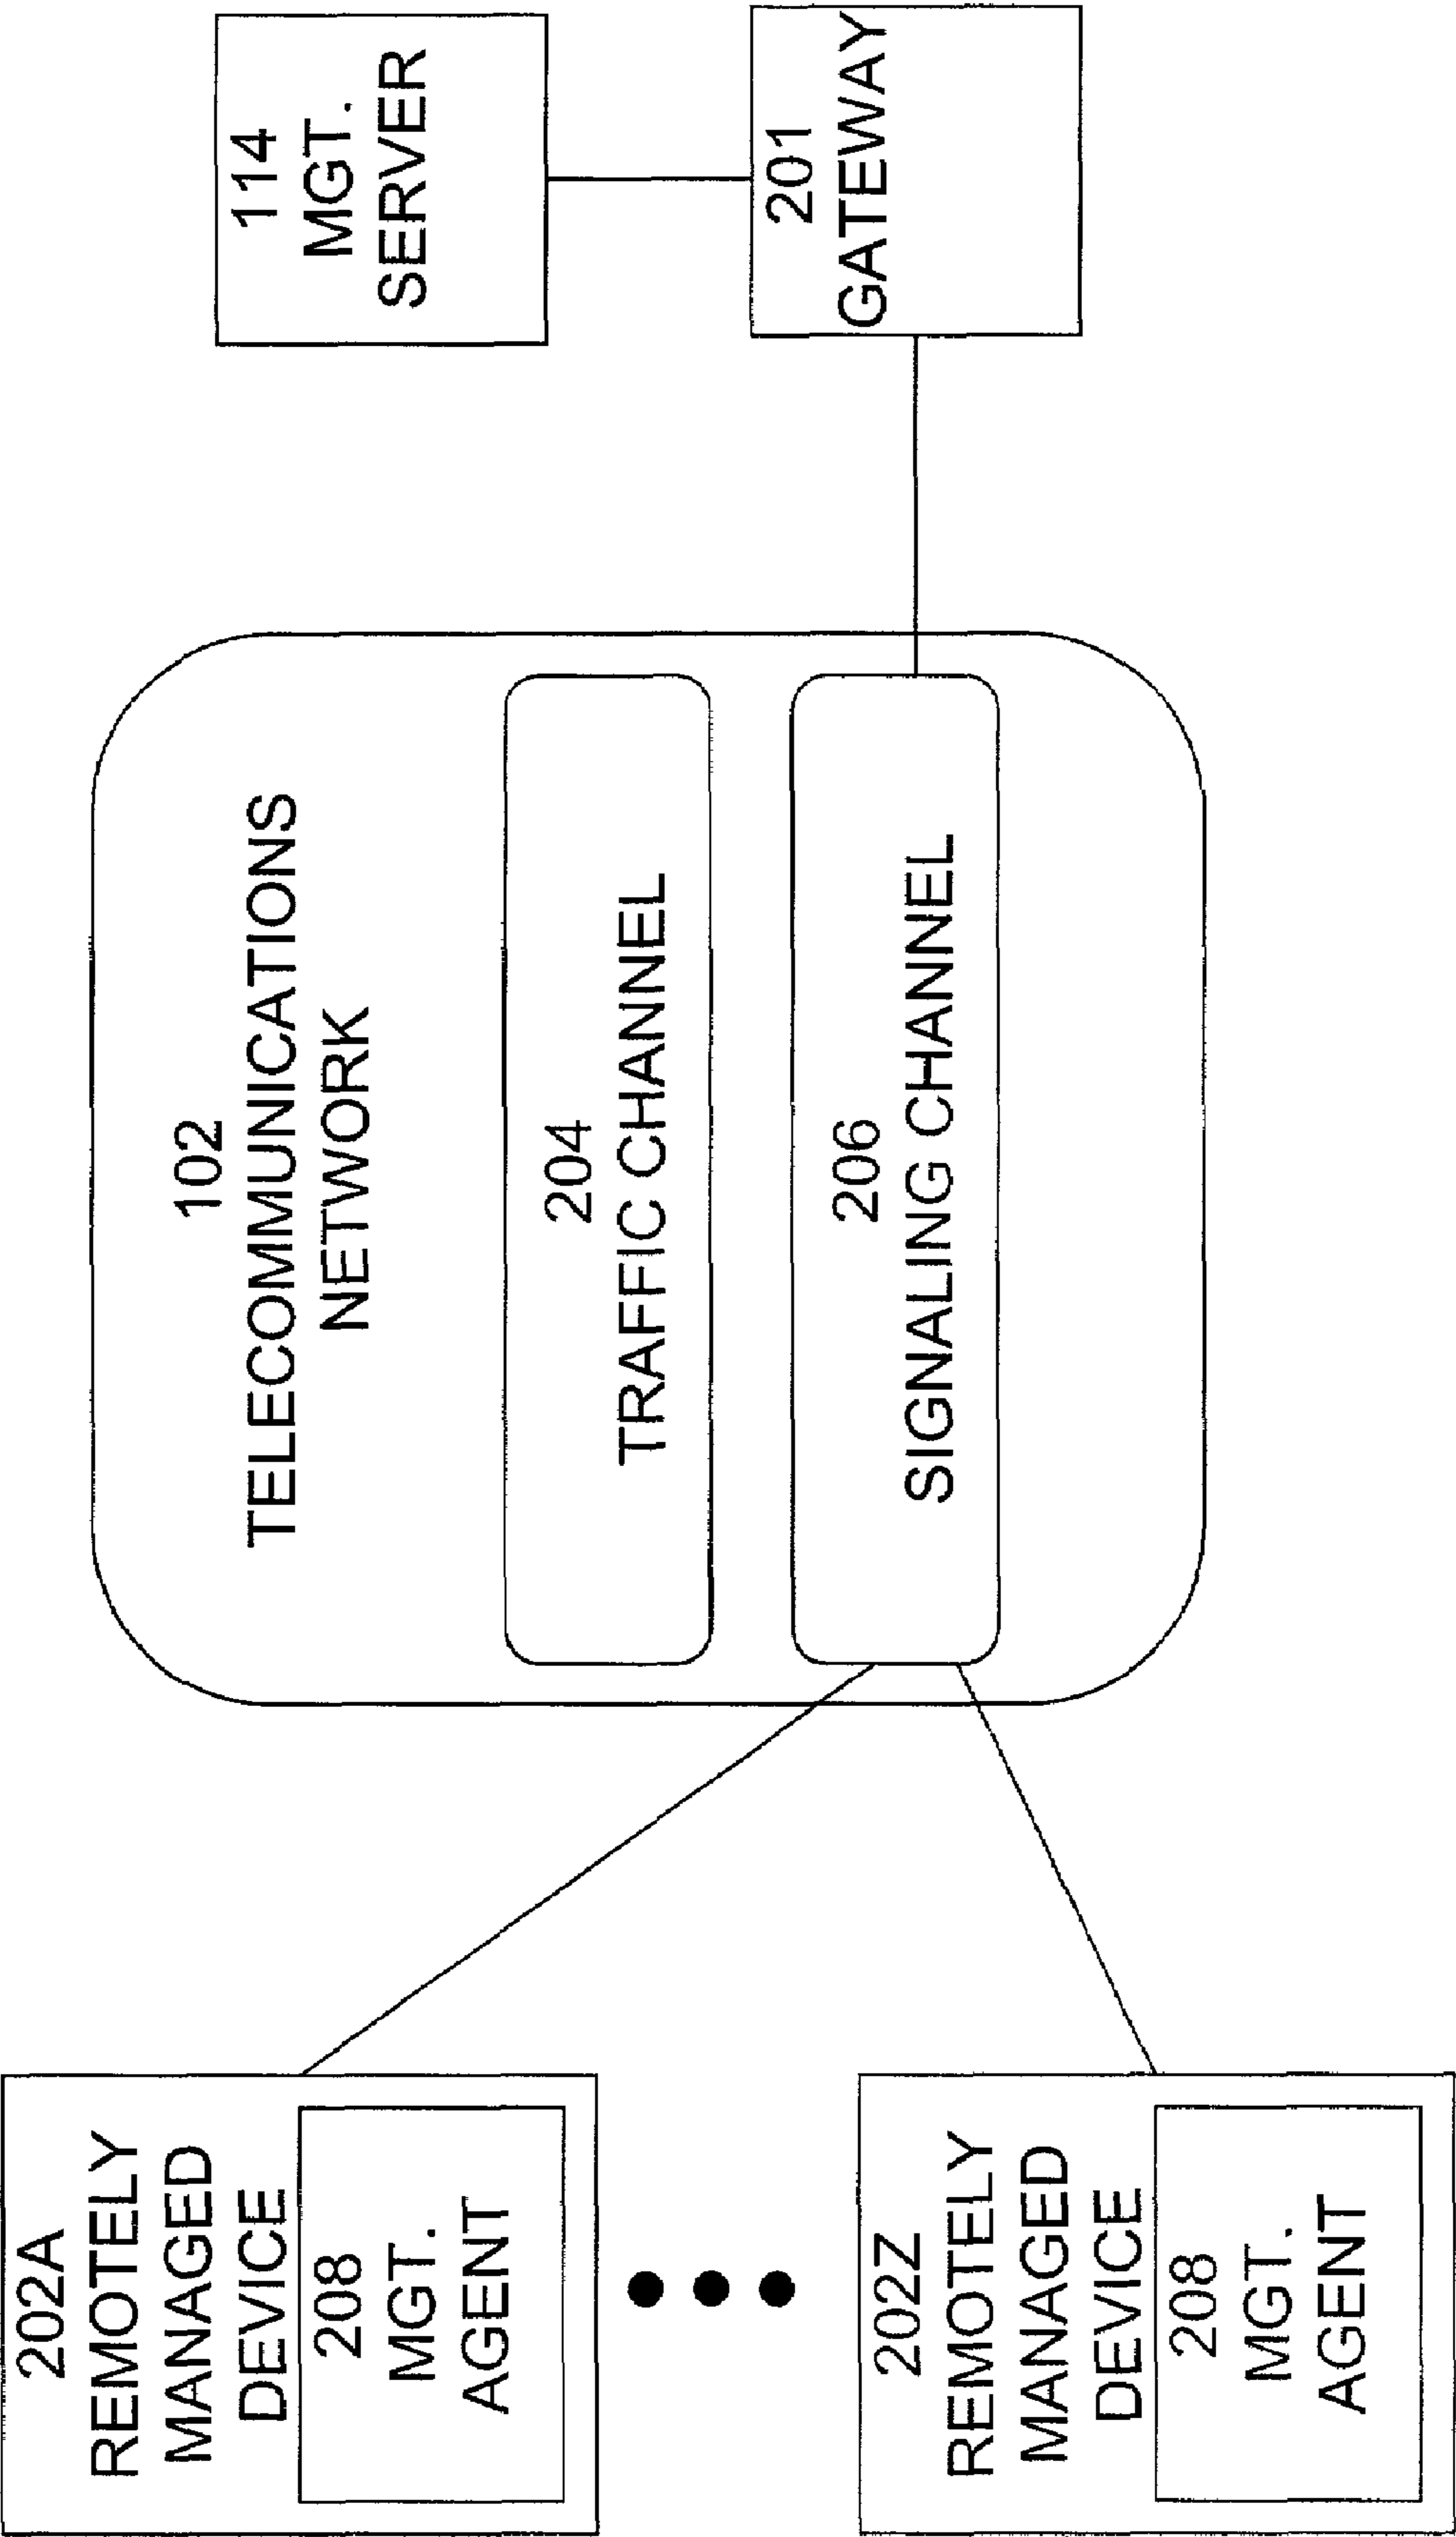 202A
REMOTELY
MANAGED
DEVICE
208
MGT.
AGENT
202Z
REMOTELY
MANAGED
DEVICE
208
MGT.
AGENT
102
TELECOMMUNICATIONS
NETWORK
204
TRAFFIC CHANNEL
206
SIGNALING CHANNEL
114
MGT.
SERVER
201
GATEWAY